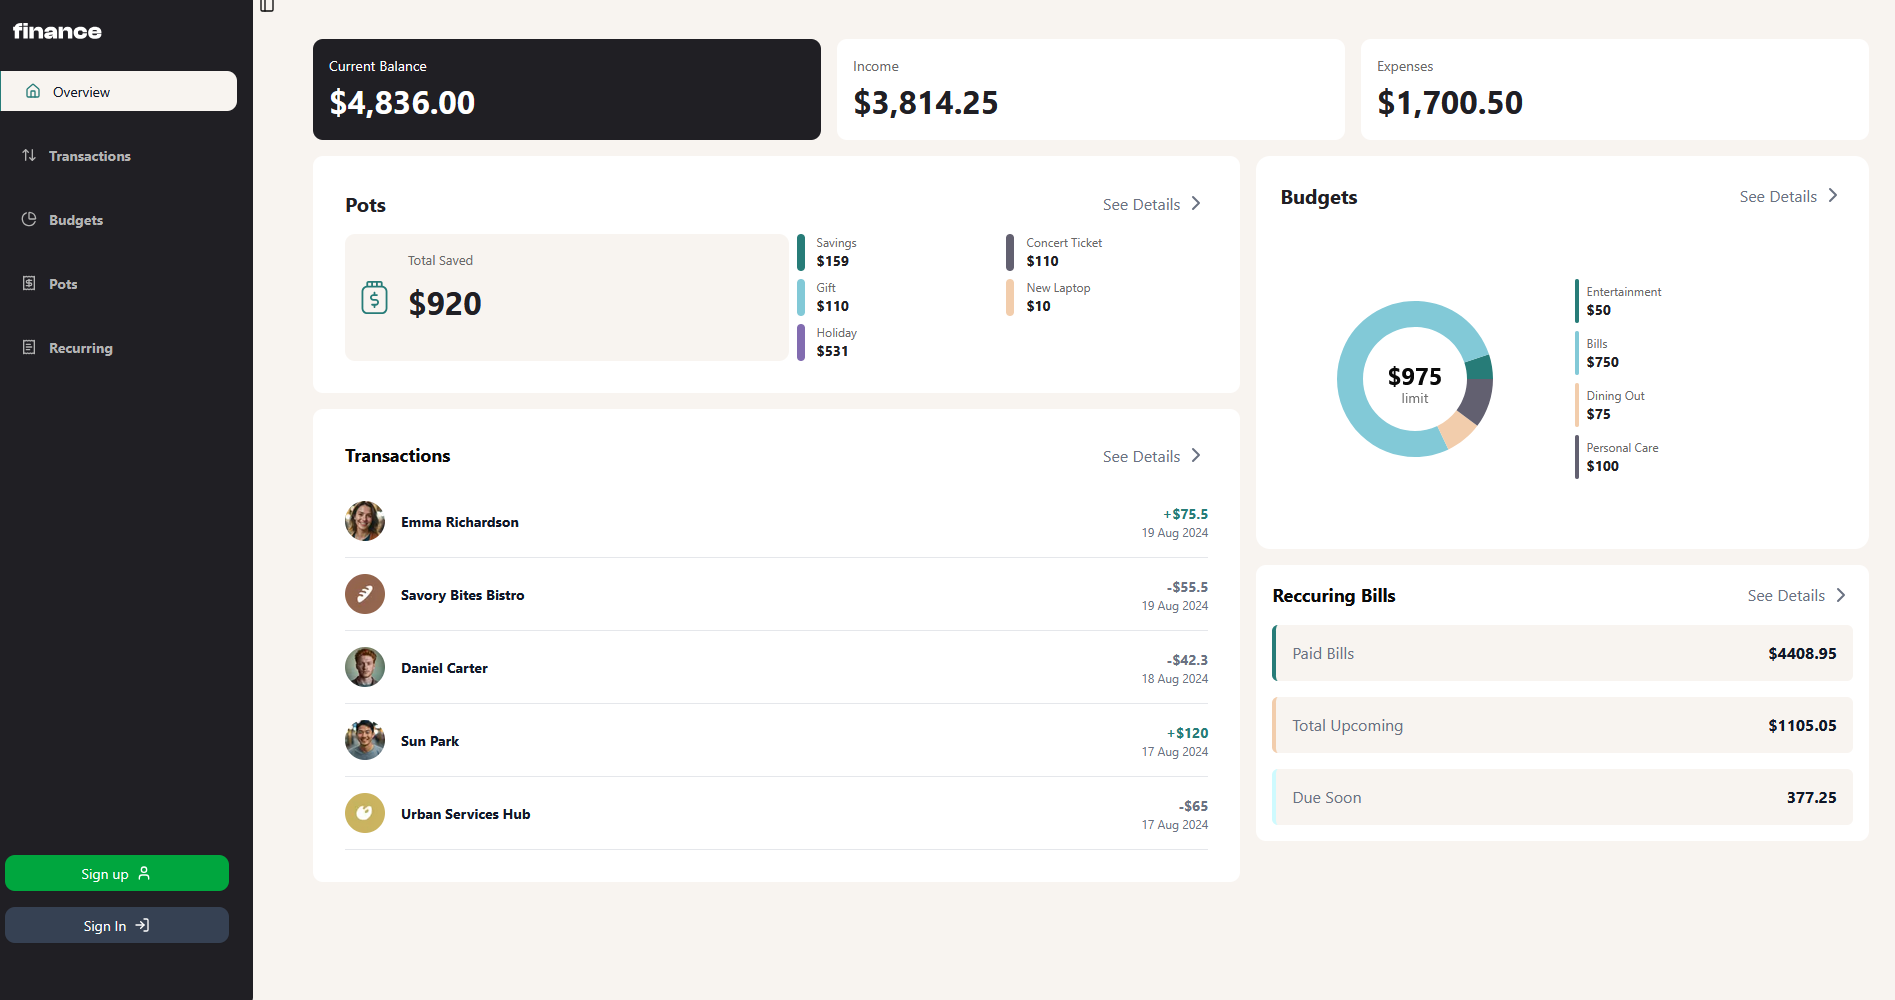 finance
Overview
Transactions
Budgets
Pots
Recurring
Sign up
Sign In
Current Balance
$4,836.00
Income
$3,814.25
Expenses
$1,700.50
Pots
See Details
Total Saved
$920
Savings
$159
Gift
$110
Holiday
$531
Concert Ticket
$110
New Laptop
$10
Transactions
See Details
Emma Richardson
+$75.5
19 Aug 2024
Savory Bites Bistro
-$55.5
19 Aug 2024
Daniel Carter
-$42.3
18 Aug 2024
Sun Park
+$120
17 Aug 2024
Urban Services Hub
-$65
17 Aug 2024
Budgets
See Details
$975
limit
Entertainment
$50
Bills
$750
Dining Out
$75
Personal Care
$100
Reccuring Bills
See Details
Paid Bills
$4408.95
Total Upcoming
$1105.05
Due Soon
377.25